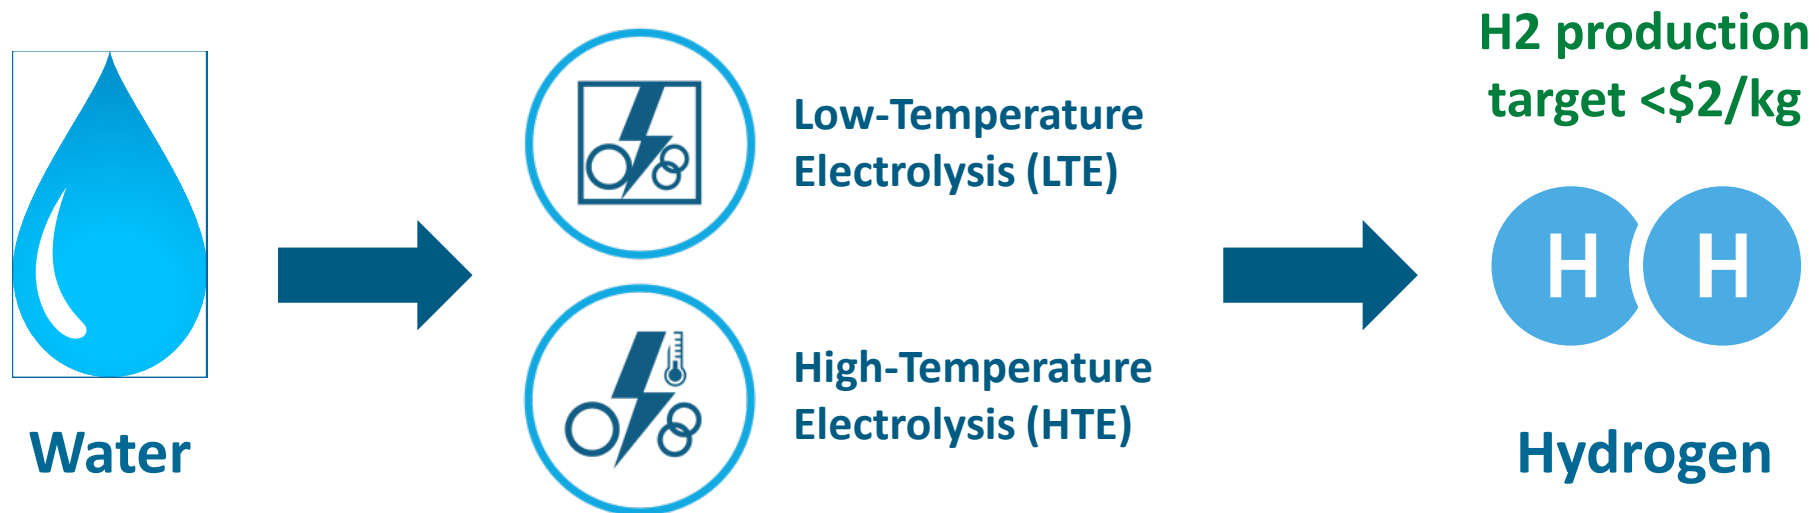 Water
Low-Temperature
Electrolysis (LTE)
High-Temperature
Electrolysis (HTE)
H2 production
target <$2/kg
H H
Hydrogen